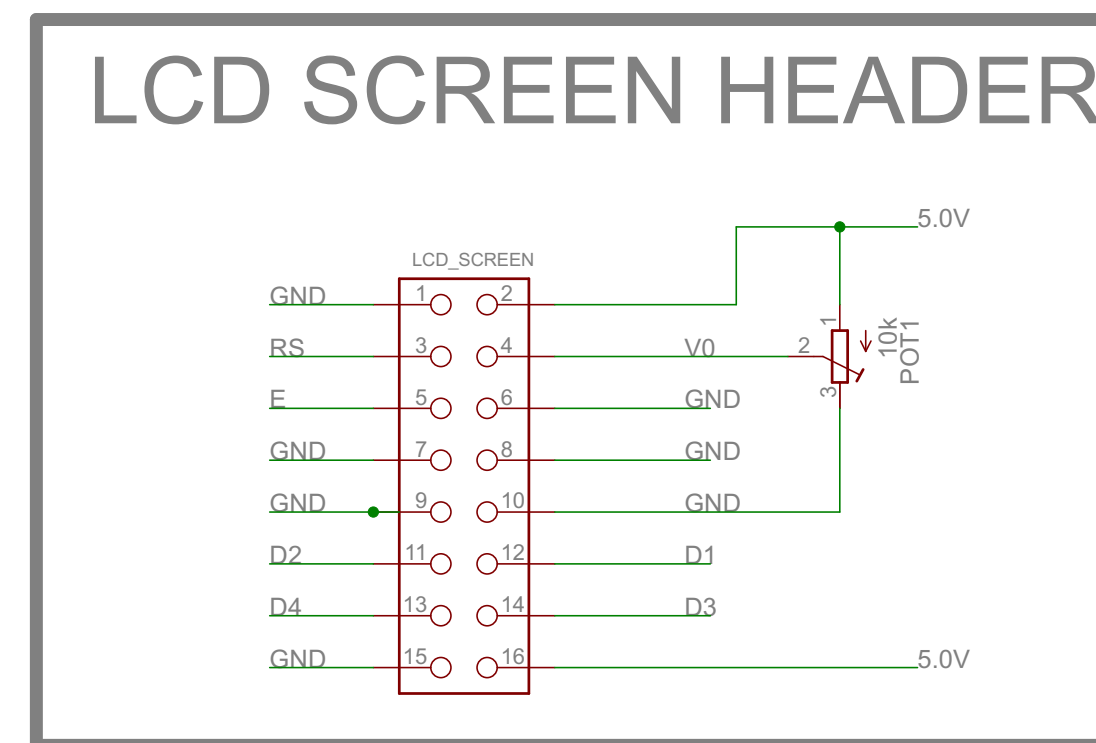 LCD SCREEN HEADER
5.0V
LCD_SCREEN
GND 1 2
RS 3 4 V0 2 1 3 10k POT1
E 5 6 GND
GND 7 8 GND
GND 9 10 GND
D2 11 12 D1
D4 13 14 D3
GND 15 16 5.0V